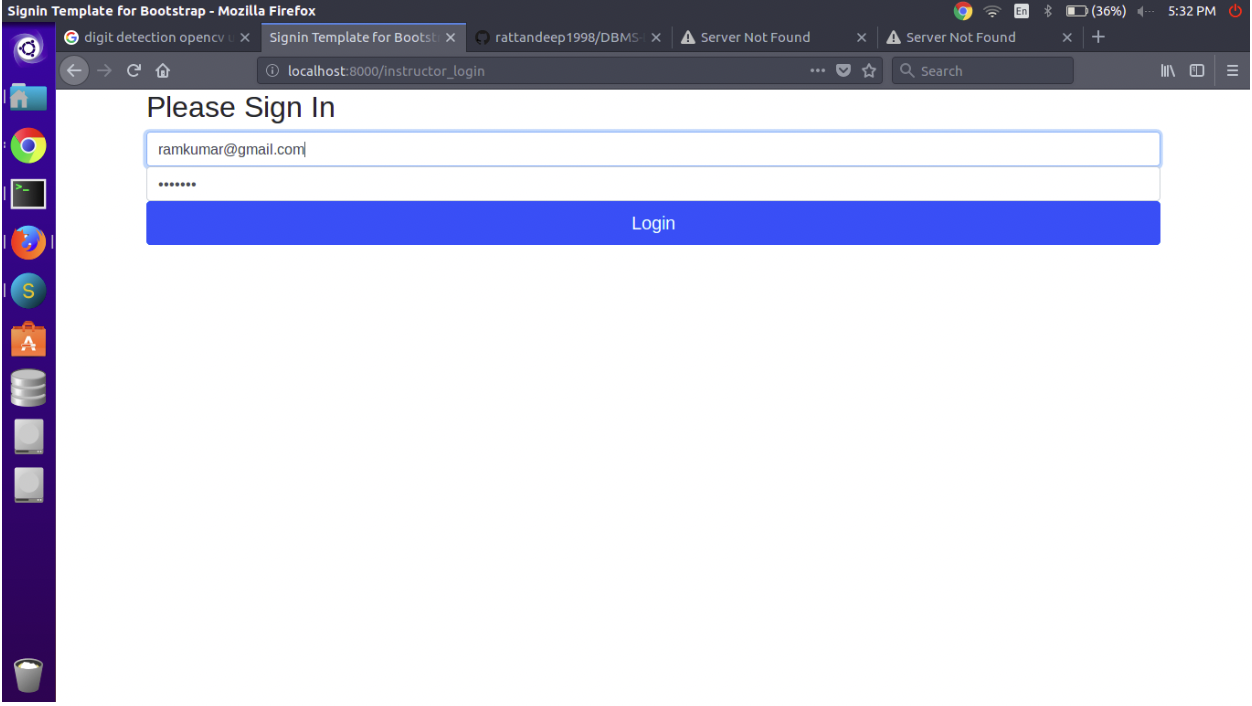 Signin Template for Bootstrap - Mozilla Firefox
En (36%) 5:32 PM
digit detection opencv u
Signin Template for Bootst
rattandeep1998/DBMS-
Server Not Found
Server Not Found
localhost:8000/instructor_login
Search
Please Sign In
ramkumar@gmail.com
•••••••
Login